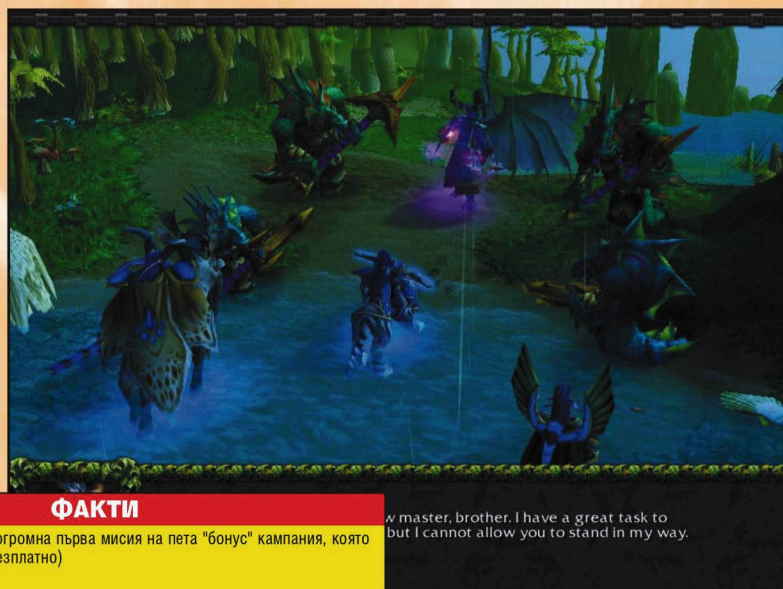 master, brother. I have a great task to
but I cannot allow you to stand in my way.
ФАКТИ
огромна първа мисия на пета "бонус" кампания, която